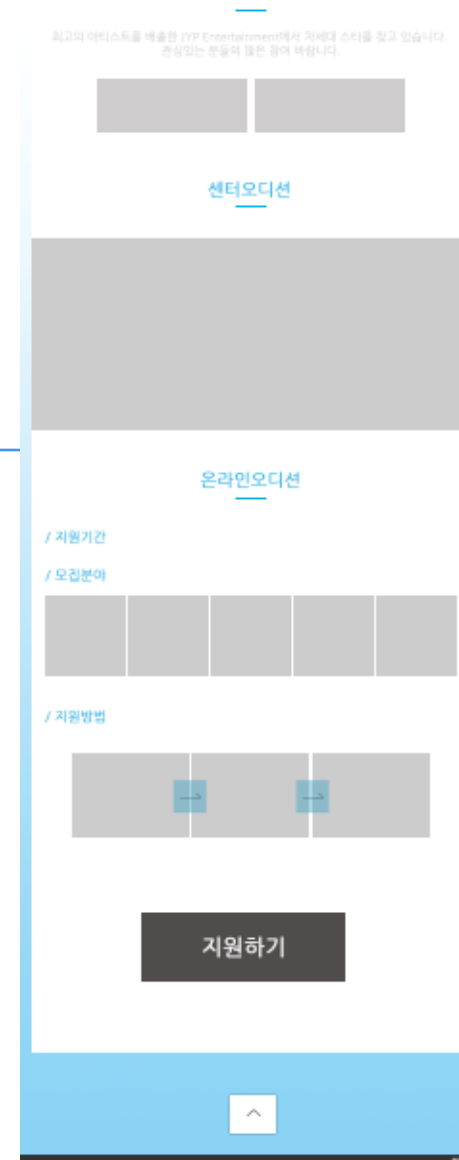 최고의 아티스트를 배출한 JYP Entertainment에서 차세대 스타를 찾고 있습니다.
관심있는 분들의 많은 참여 바랍니다.
센터오디션
온라인오디션
/ 지원기간
/ 모집분야
/ 지원방법
지원하기